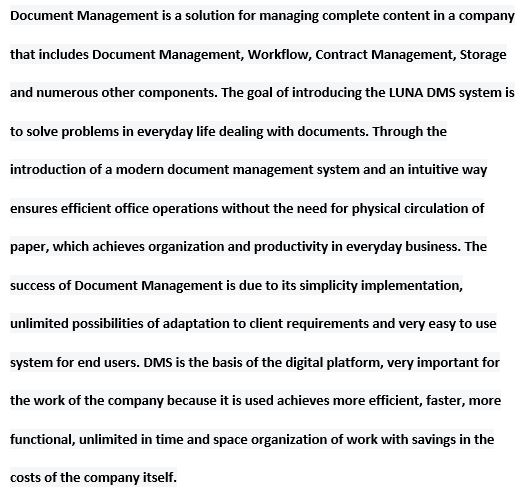 Document Management is a solution for managing complete content in a company
that includes Document Management, Workflow, Contract Management, Storage
and numerous other components. The goal of introducing the LUNA DMS system is
to solve problems in everyday life dealing with documents. Through the
introduction of a modern document management system and an intuitive way
ensures efficient office operations without the need for physical circulation of
paper, which achieves organization and productivity in everyday business. The
success of Document Management is due to its simplicity implementation,
unlimited possibilities of adaptation to client requirements and very easy to use
system for end users. DMS is the basis of the digital platform, very important for
the work of the company because it is used achieves more efficient, faster, more
functional, unlimited in time and space organization of work with savings in the
costs of the company itself.